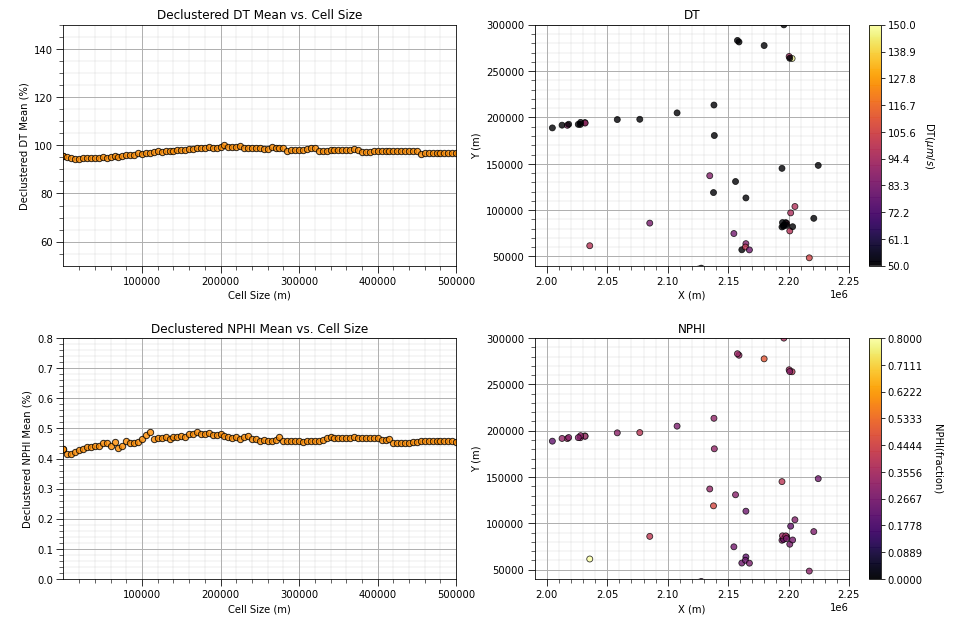 Declustered DT Mean vs. Cell Size
Declustered DT Mean (%)
140
120
100
80
60
100000 200000 300000 400000 500000
Cell Size (m)
DT
Y (m)
300000
250000
200000
150000
100000
50000
2.00 2.05 2.10 2.15 2.20 2.25
1e6
X (m)
150.0
138.9
127.8
116.7
105.6
94.4
83.3
72.2
61.1
50.0
DT(μm/s)
Declustered NPHI Mean vs. Cell Size
Declustered NPHI Mean (%)
0.8
0.7
0.6
0.5
0.4
0.3
0.2
0.1
0.0
100000 200000 300000 400000 500000
Cell Size (m)
NPHI
Y (m)
300000
250000
200000
150000
100000
50000
2.00 2.05 2.10 2.15 2.20 2.25
1e6
X (m)
0.8000
0.7111
0.6222
0.5333
0.4444
0.3556
0.2667
0.1778
0.0889
0.0000
NPHI(fraction)